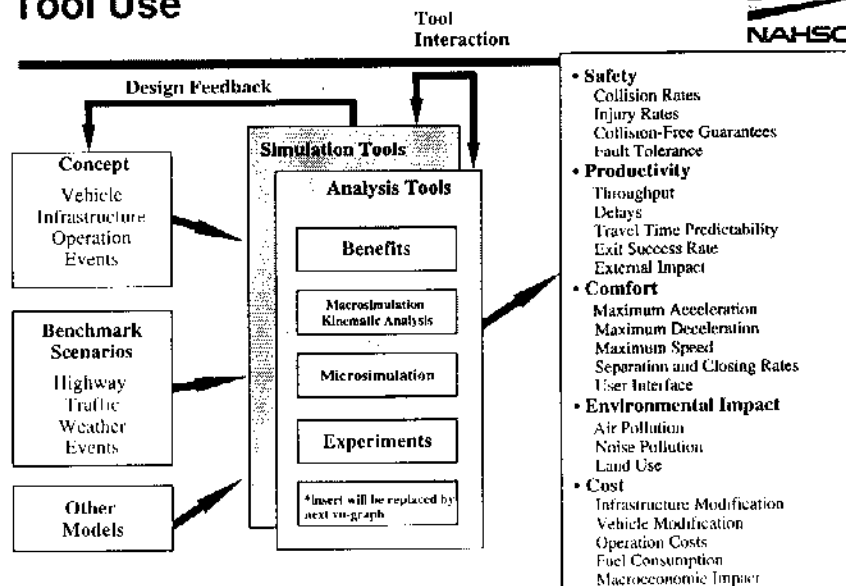 Tool Use
Tool
Interaction
NAHSC
Design Feedback
Concept
Vehicle
Infrastructure
Operation
Events
Benchmark
Scenarios
Highway
Traffic
Weather
Events
Other
Models
Simulation Tools
Analysis Tools
Benefits
Macrosimulation
Kinematic Analysis
Microsimulation
Experiments
*Insert will be replaced by
next vu-graph
• Safety
Collision Rates
Injury Rates
Collision-Free Guarantees
Fault Tolerance
• Productivity
Throughput
Delays
Travel Time Predictability
Exit Success Rate
External Impact
• Comfort
Maximum Acceleration
Maximum Deceleration
Maximum Speed
Separation and Closing Rates
User Interface
• Environmental Impact
Air Pollution
Noise Pollution
Land Use
• Cost
Infrastructure Modification
Vehicle Modification
Operation Costs
Fuel Consumption
Macroeconomic Impact